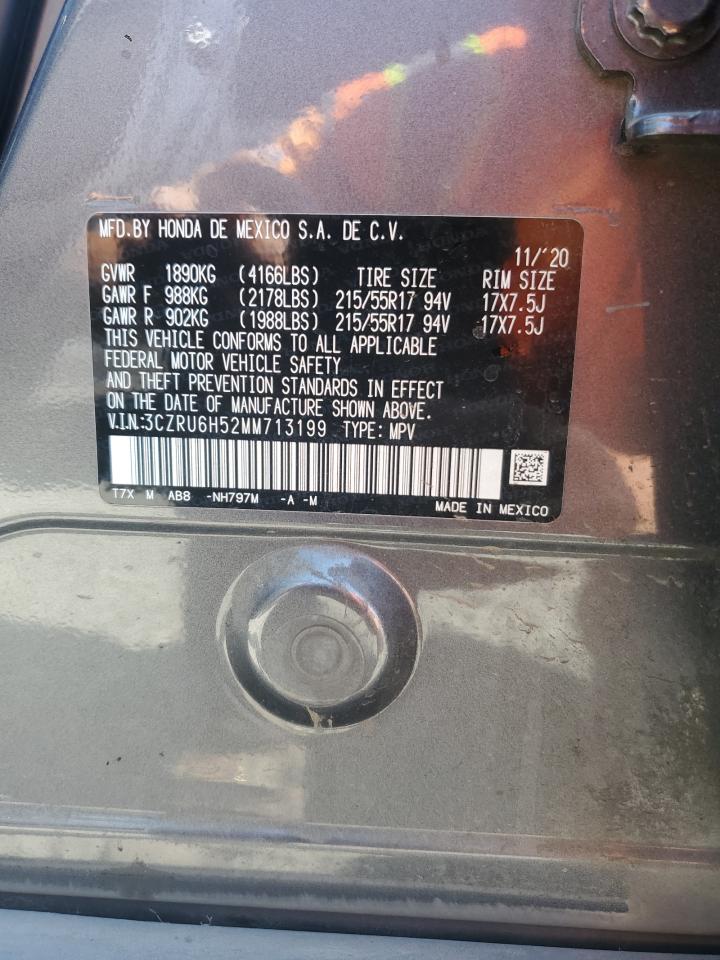 MFD.BY HONDA DE MEXICO S.A. DE C.V.
11/'20
GVWR 1890KG (4166LBS) TIRE SIZE RIM SIZE
GAWR F 988KG (2178LBS) 215/55R17 94V 17X7.5J
GAWR R 902KG (1988LBS) 215/55R17 94V 17X7.5J
THIS VEHICLE CONFORMS TO ALL APPLICABLE
FEDERAL MOTOR VEHICLE SAFETY
AND THEFT PREVENTION STANDARDS IN EFFECT
ON THE DATE OF MANUFACTURE SHOWN ABOVE.
V.I.N:3CZRU6H52MM713199 TYPE: MPV
T7X M AB8 -NH797M -A -M
MADE IN MEXICO